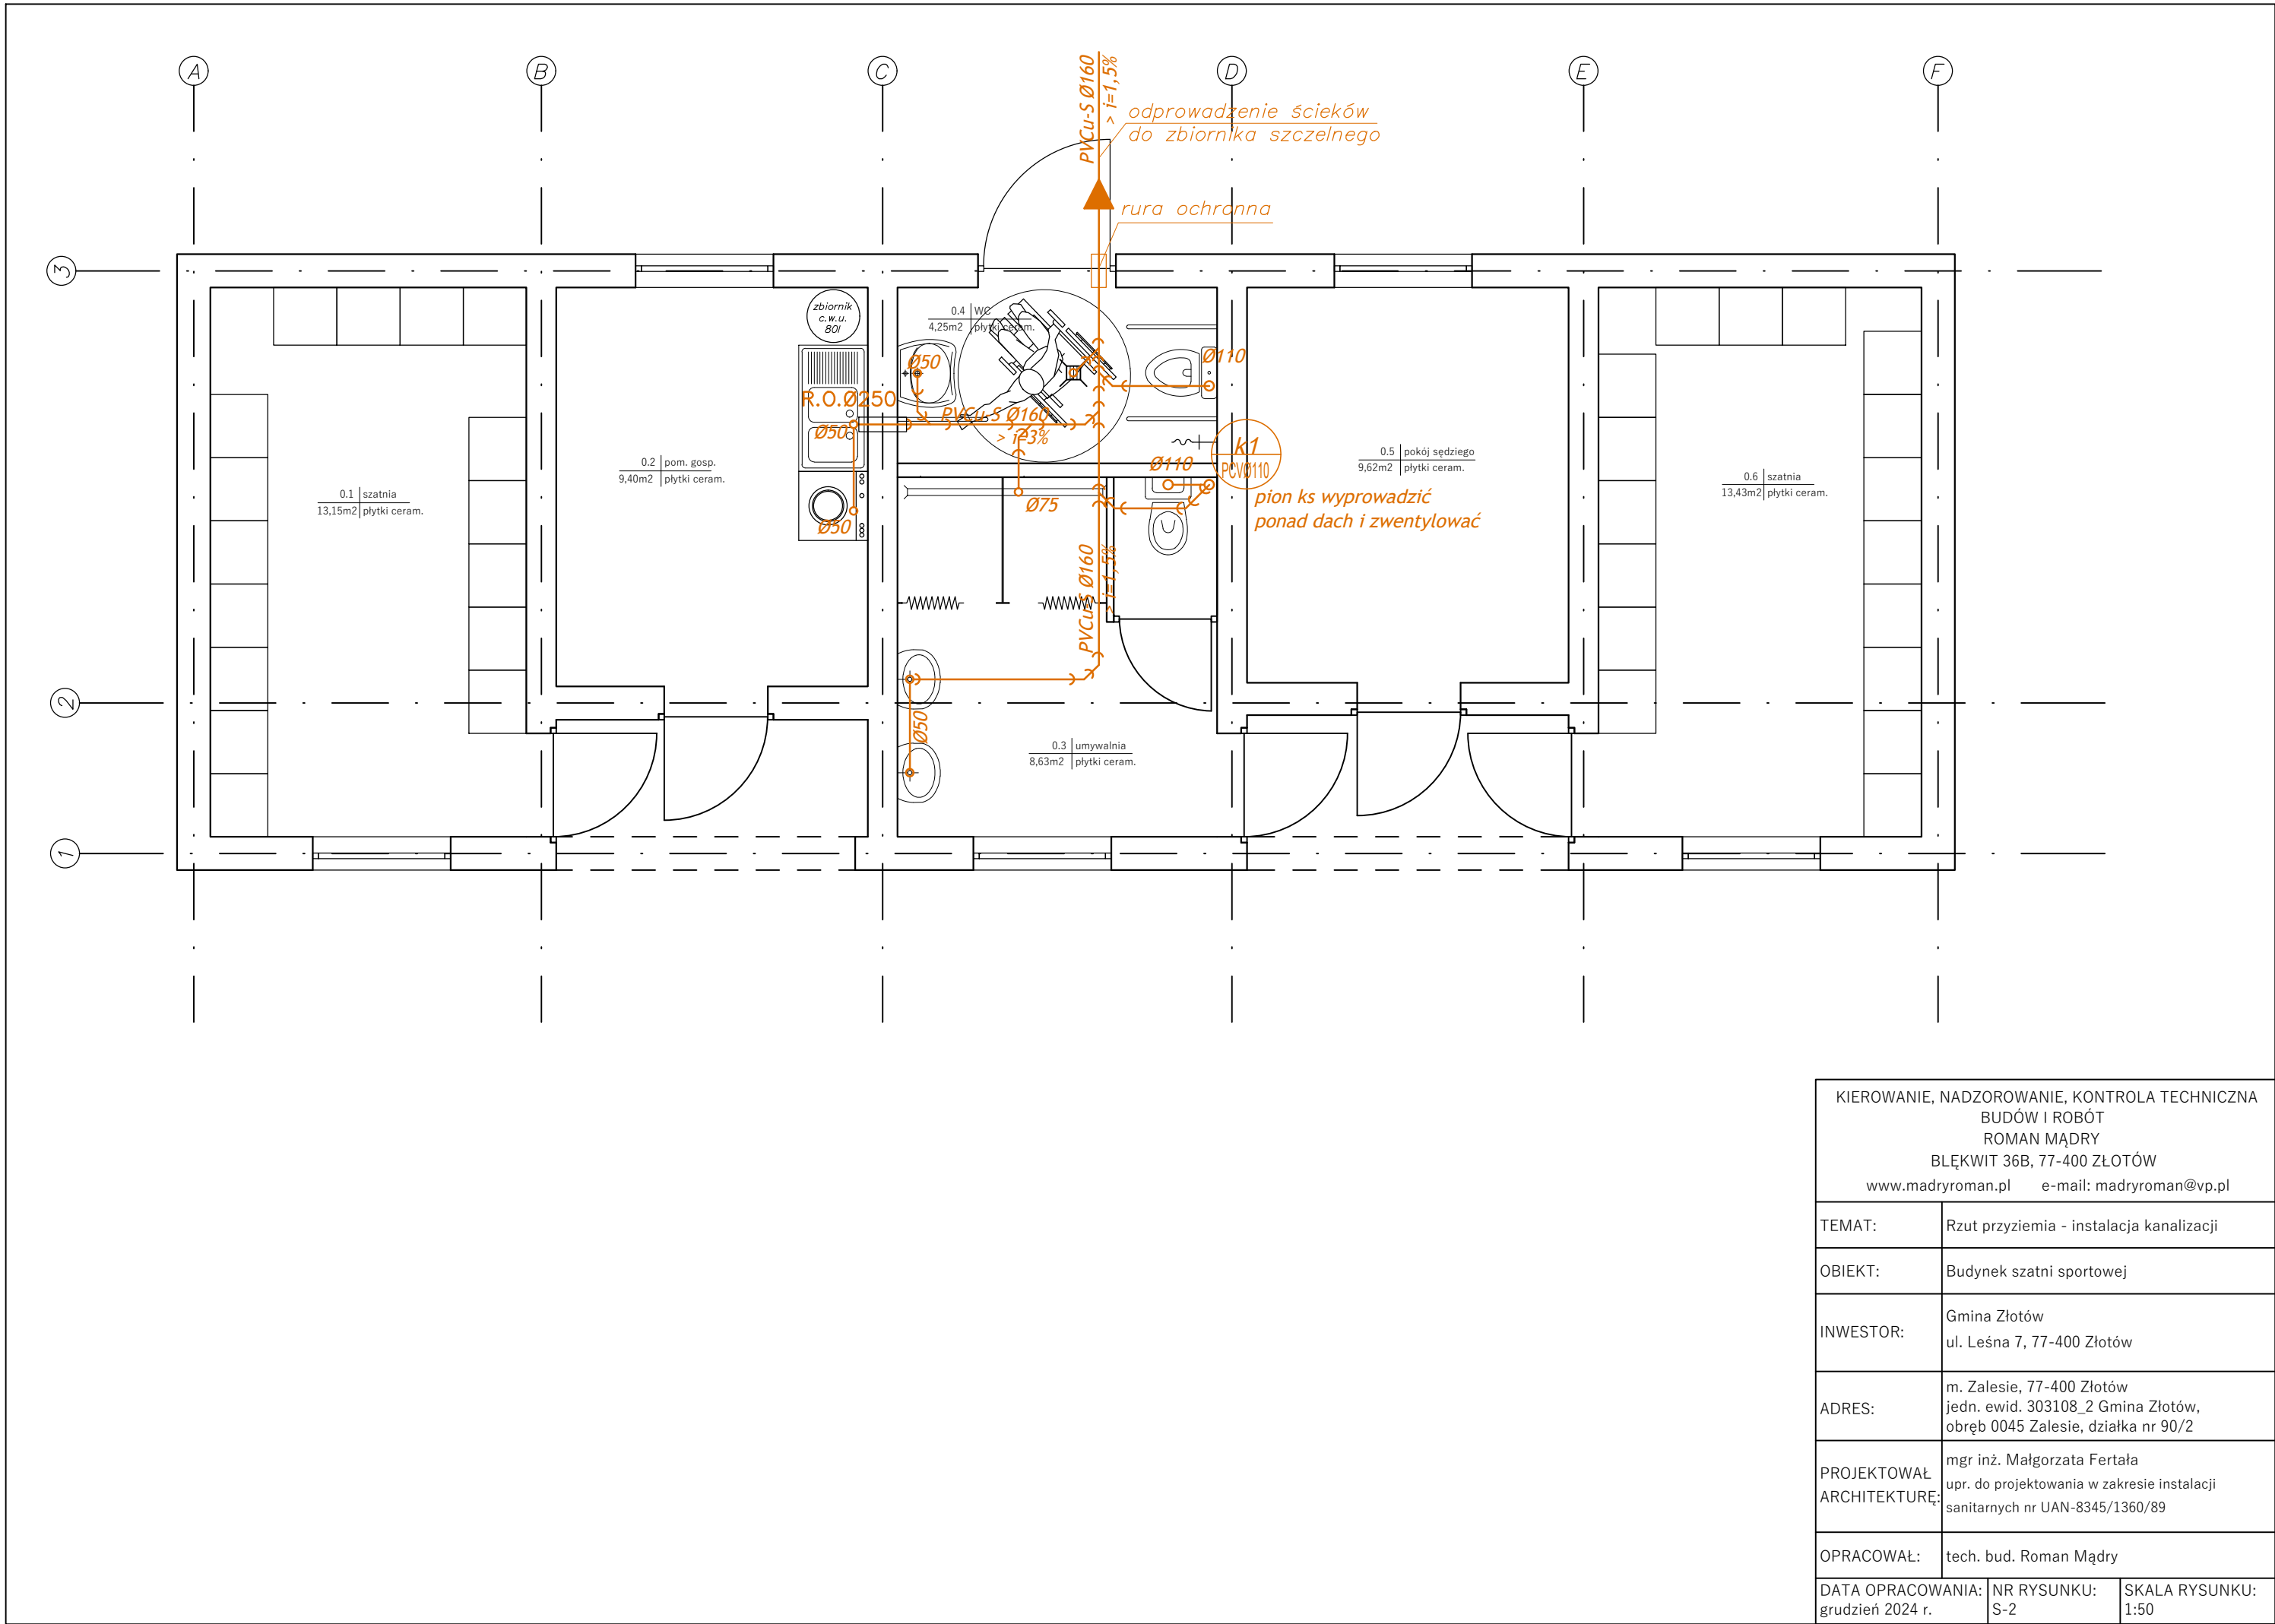 A
B
C
D
E
F
3
2
1
PVCu-S Ø160
> i=1,5%
odprowadzenie ścieków
do zbiornika szczelnego
rura ochronna
zbiornik
c.w.u.
80l
0.4 WC
4,25m2 płytki ceram.
Ø50
Ø110
R.O.Ø250
PVCu-S Ø160
> i=3%
Ø50
k1
PCVØ110
Ø110
pion ks wyprowadzić
ponad dach i zwentylować
0.1 szatnia
13,15m2 płytki ceram.
0.2 pom. gosp.
9,40m2 płytki ceram.
Ø50
Ø75
0.5 pokój sędziego
9,62m2 płytki ceram.
0.6 szatnia
13,43m2 płytki ceram.
PVCu-S Ø160
> i=1,5%
Ø50
0.3 umywalnia
8,63m2 płytki ceram.
KIEROWANIE, NADZOROWANIE, KONTROLA TECHNICZNA
BUDÓW I ROBÓT
ROMAN MĄDRY
BLĘKWIT 36B, 77-400 ZŁOTÓW
www.madryroman.pl e-mail: madryroman@vp.pl
TEMAT: Rzut przyziemia - instalacja kanalizacji
OBIEKT: Budynek szatni sportowej
INWESTOR: Gmina Złotów
ul. Leśna 7, 77-400 Złotów
ADRES: m. Zalesie, 77-400 Złotów
jedn. ewid. 303108_2 Gmina Złotów,
obręb 0045 Zalesie, działka nr 90/2
PROJEKTOWAŁ
ARCHITEKTURĘ:
mgr inż. Małgorzata Fertała
upr. do projektowania w zakresie instalacji
sanitarnych nr UAN-8345/1360/89
OPRACOWAŁ: tech. bud. Roman Mądry
DATA OPRACOWANIA:
grudzień 2024 r.
NR RYSUNKU:
S-2
SKALA RYSUNKU:
1:50